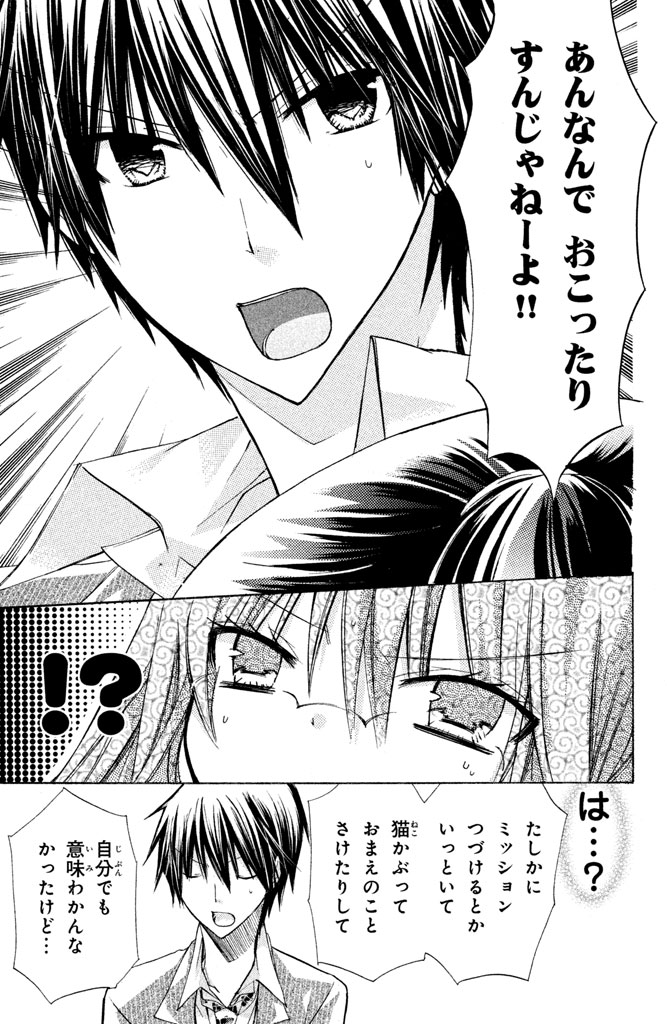 あんなんで おこったり
すんじゃねーよ!!
!?
は…?
たしかに
ミッション
つづけるとか
いっといて
猫かぶって
おまえのこと
さけたりして
自分でも
意味わかんな
かったけど…